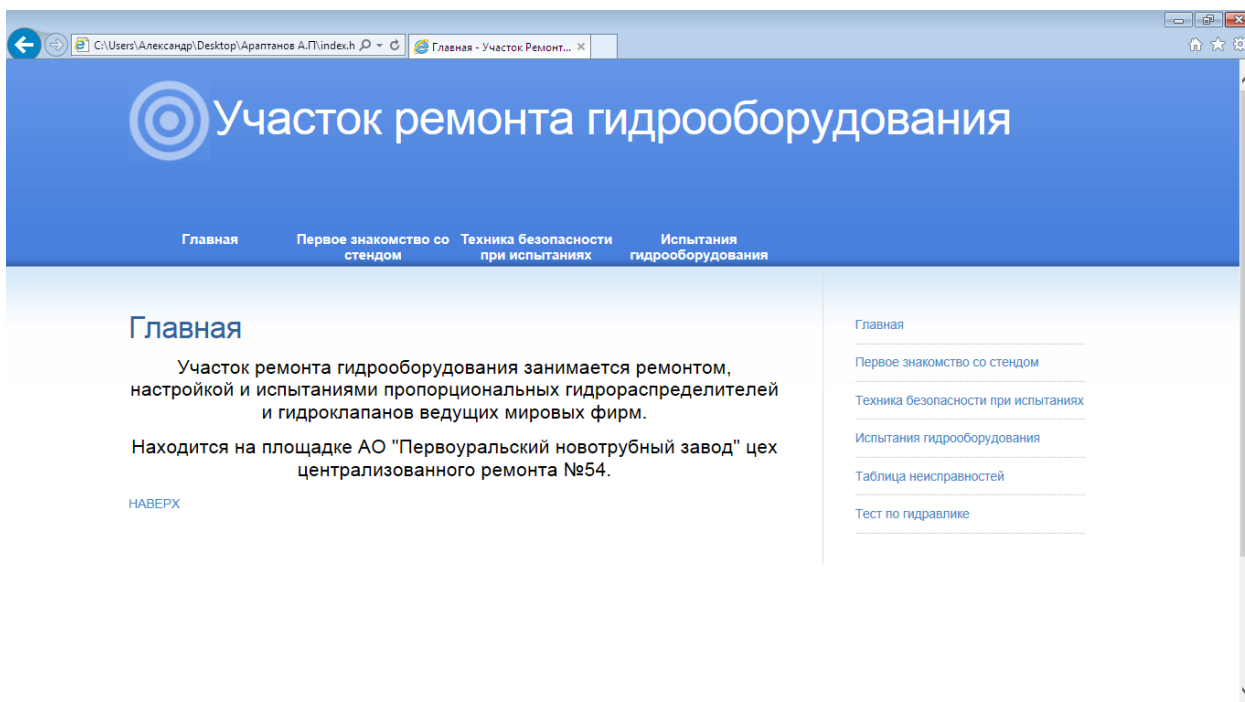 C:\Users\Александр\Desktop\Араптанов А.П\index.h
Главная - Участок Ремонт...
Участок ремонта гидрооборудования
Главная
Первое знакомство со
стендом
Техника безопасности
при испытаниях
Испытания
гидрооборудования
Главная
Участок ремонта гидрооборудования занимается ремонтом,
настройкой и испытаниями пропорциональных гидрораспределителей
и гидроклапанов ведущих мировых фирм.
Находится на площадке АО "Первоуральский новотрубный завод" цех
централизованного ремонта №54.
НАВЕРХ
Главная
Первое знакомство со стендом
Техника безопасности при испытаниях
Испытания гидрооборудования
Таблица неисправностей
Тест по гидравлике